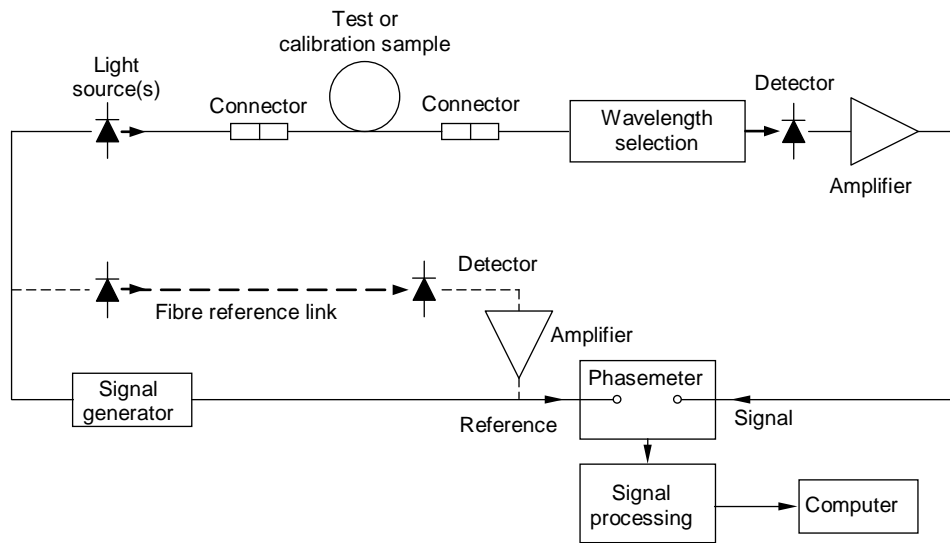 Test or
calibration sample
Light
source(s)
Connector
Connector
Wavelength
selection
Detector
Amplifier
Detector
Fibre reference link
Amplifier
Signal
generator
Reference
Phasemeter
Signal
Signal
processing
Computer